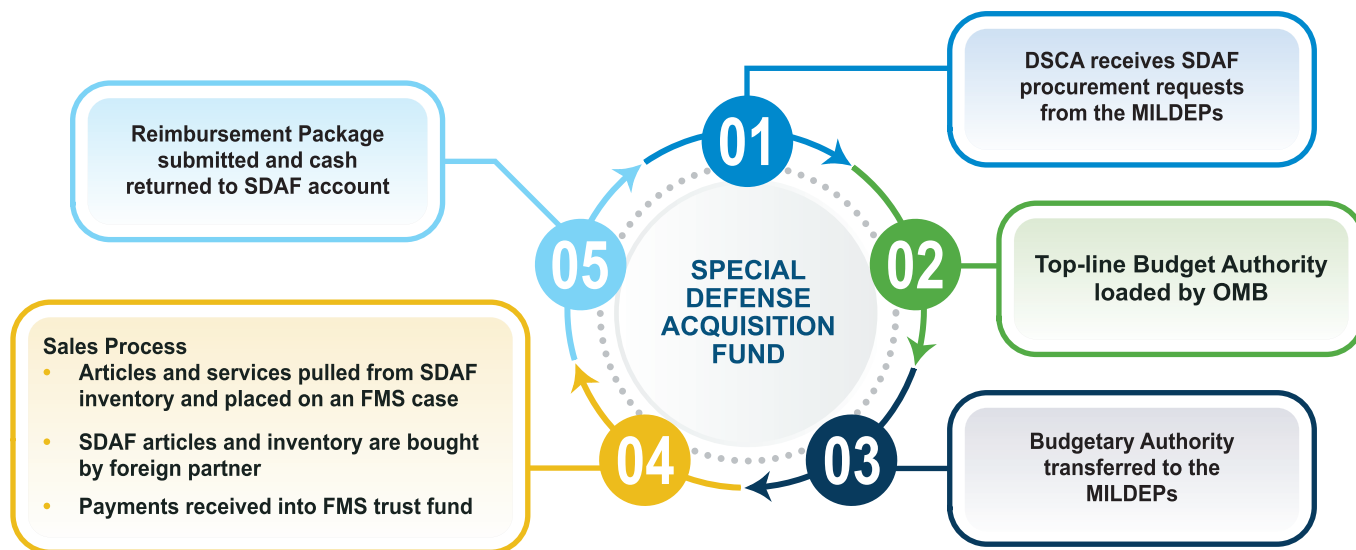 SPECIAL
DEFENSE
ACQUISITION
FUND
01
DSCA receives SDAF
procurement requests
from the MILDEPs
02
Top-line Budget Authority
loaded by OMB
03
Budgetary Authority
transferred to the
MILDEPs
04
Sales Process
• Articles and services pulled from SDAF
inventory and placed on an FMS case
• SDAF articles and inventory are bought
by foreign partner
• Payments received into FMS trust fund
05
Reimbursement Package
submitted and cash
returned to SDAF account